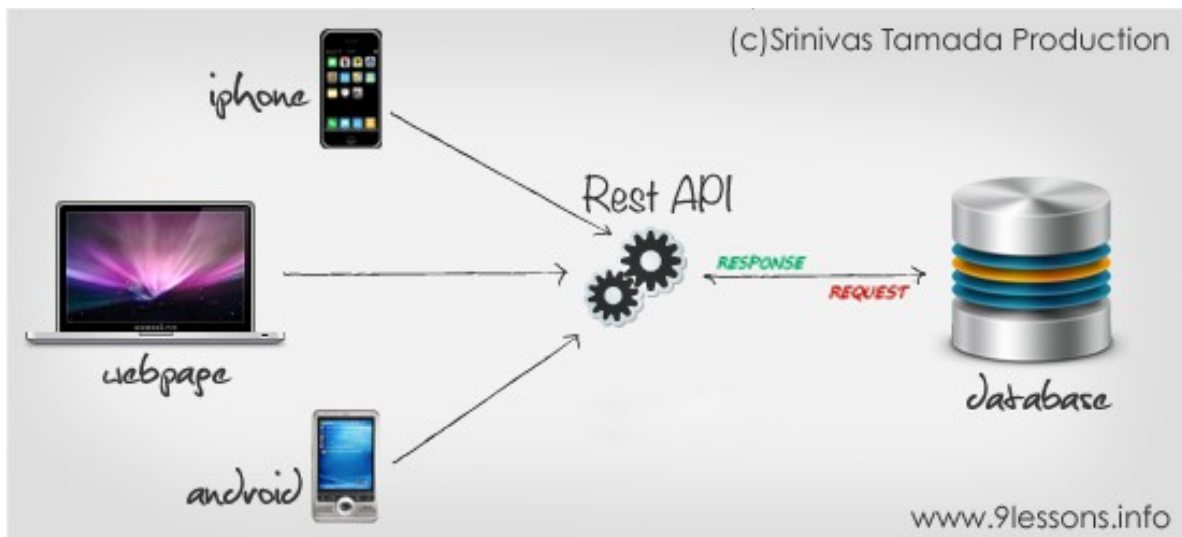 (c)Srinivas Tamada Production
iphone
Rest API
RESPONSE
REQUEST
webpage
database
android
www.9lessons.info